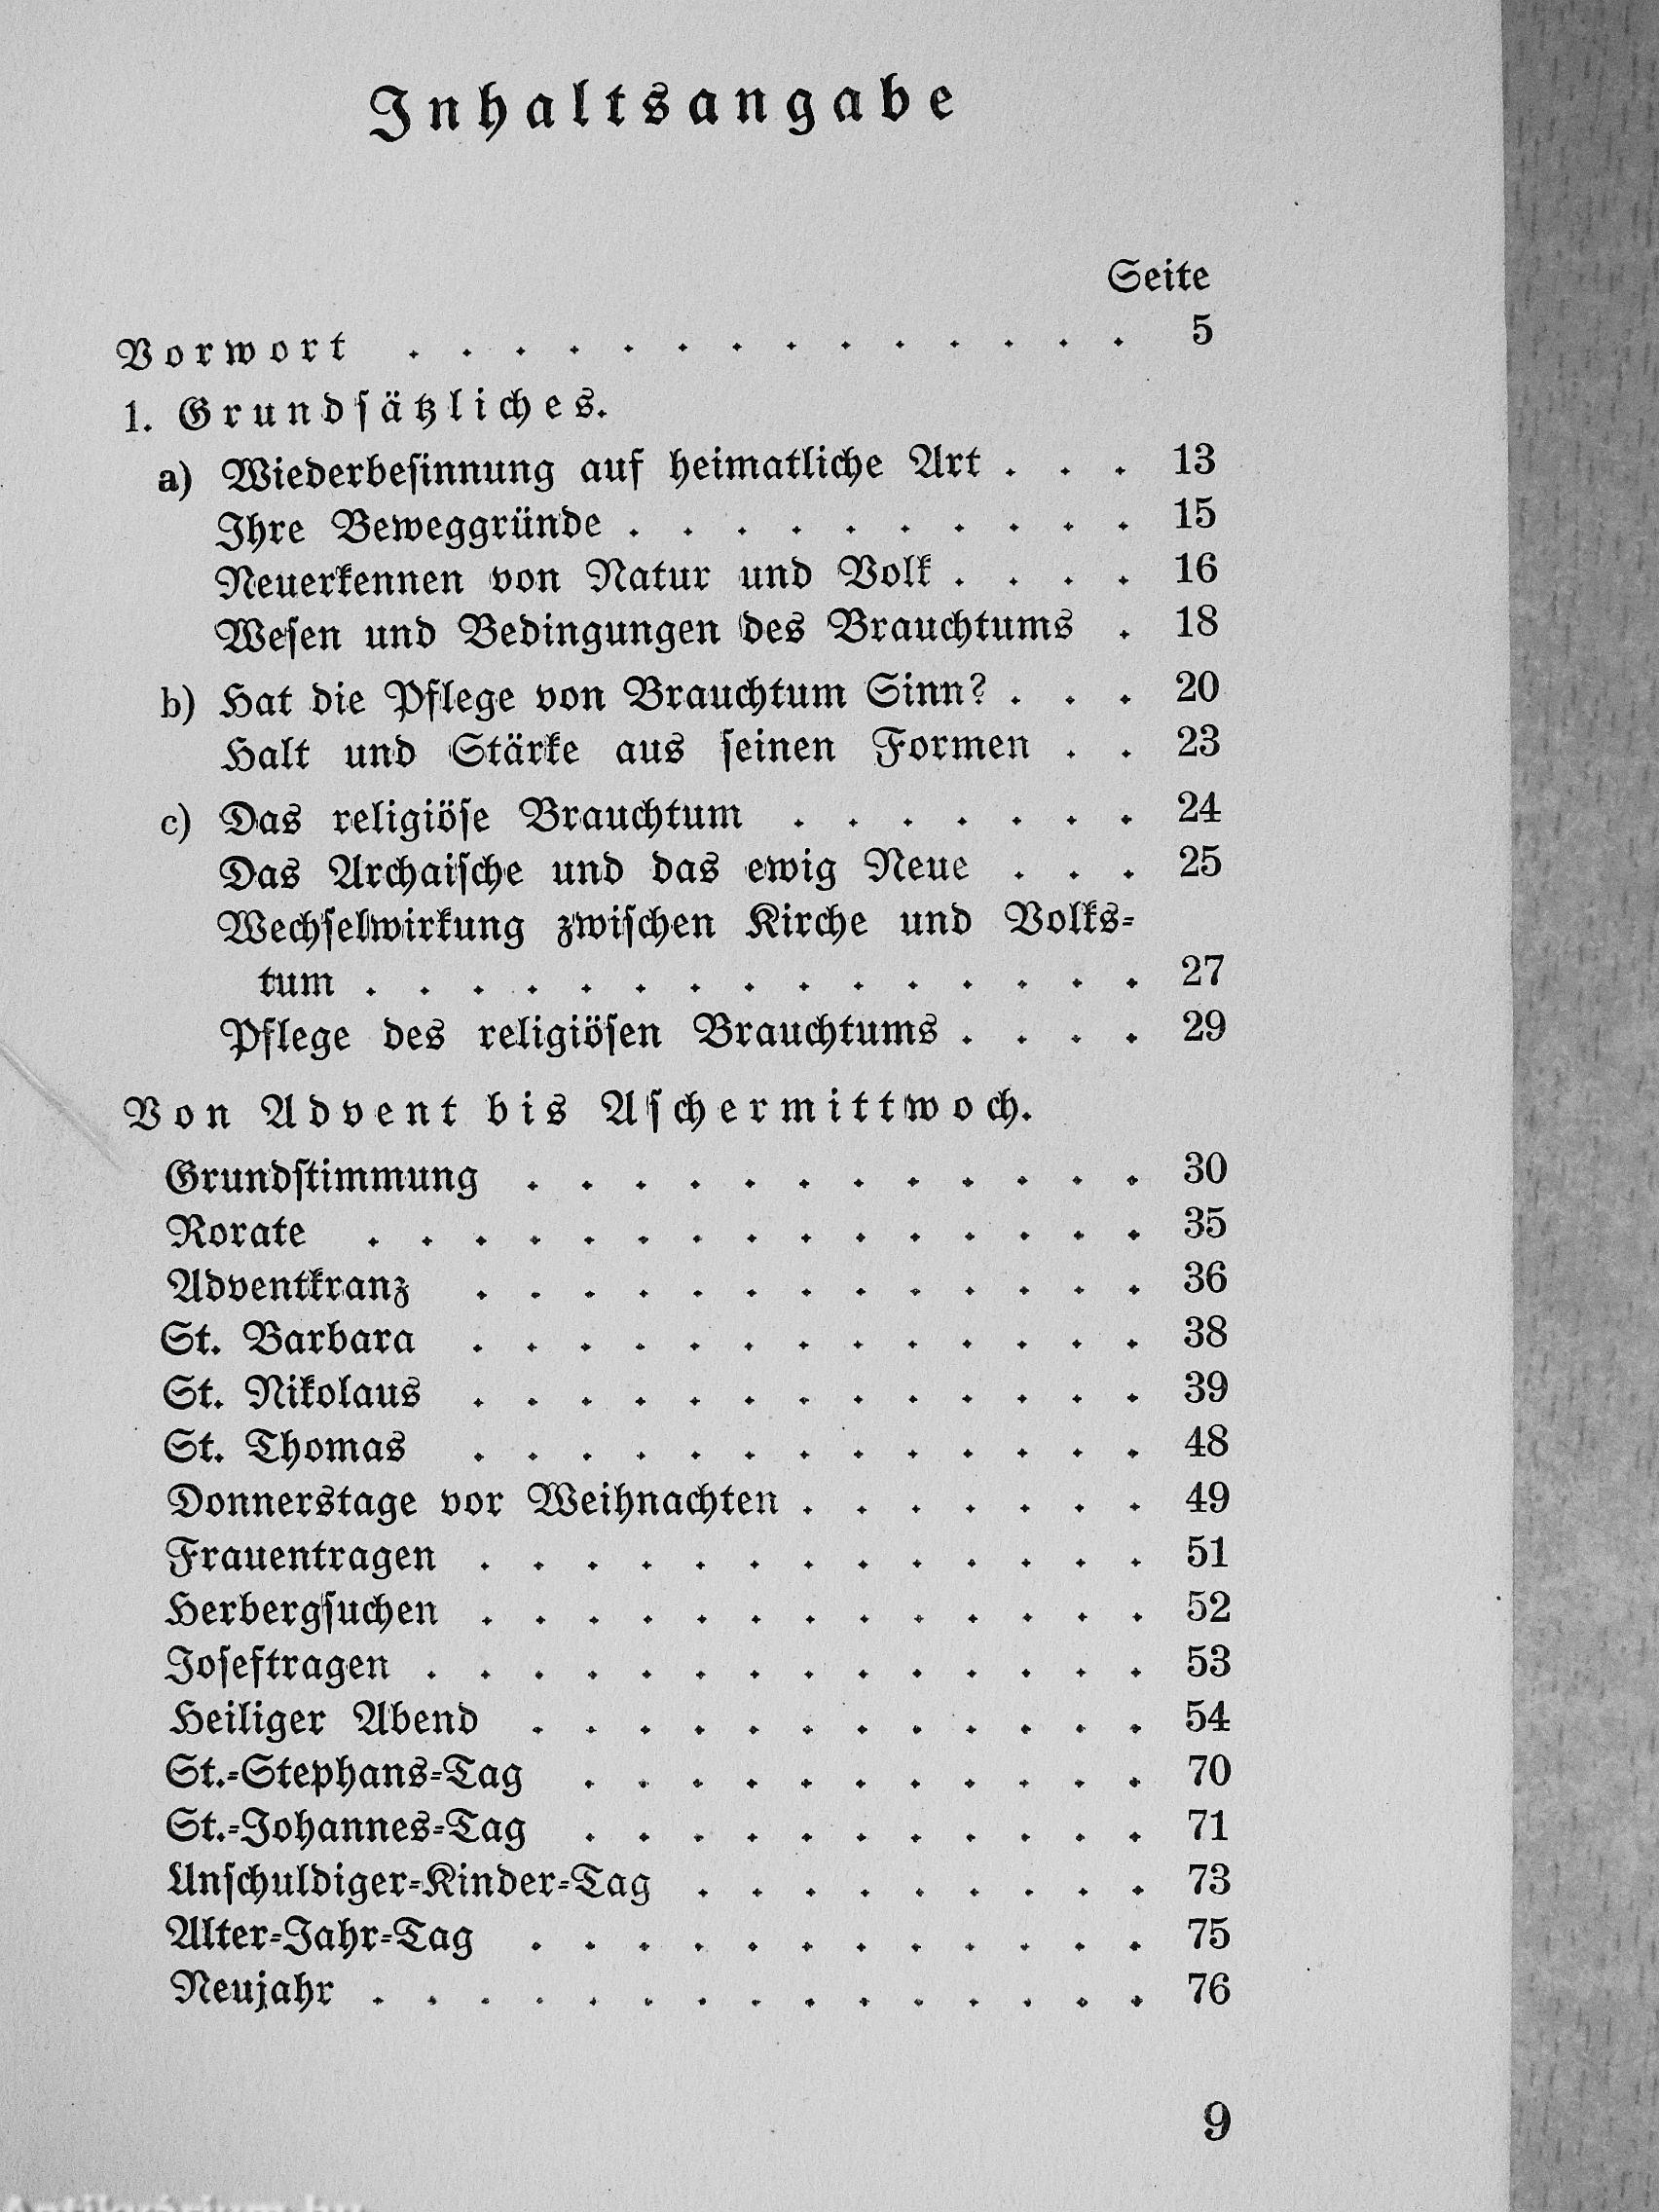 Inhaltsangabe
Seite
Vorwort . . . . . . . . . . . . . . 5
1. Grundsätzliches.
a) Wiederbesinnung auf heimatliche Art . . . 13
Ihre Beweggründe . . . . . . . . . . 15
Neuerkennen von Natur und Volk . . . . 16
Wesen und Bedingungen des Brauchtums . 18
b) Hat die Pflege von Brauchtum Sinn? . . . 20
Halt und Stärke aus seinen Formen . . 23
c) Das religiöse Brauchtum . . . . . . . 24
Das Archaische und das ewig Neue . . . 25
Wechselwirkung zwischen Kirche und Volks-
tum . . . . . . . . . . . . . . . 27
Pflege des religiösen Brauchtums . . . . 29
Von Advent bis Aschermittwoch.
Grundstimmung . . . . . . . . . . . . 30
Rorate . . . . . . . . . . . . . . . 35
Adventkranz . . . . . . . . . . . . . 36
St. Barbara . . . . . . . . . . . . . 38
St. Nikolaus . . . . . . . . . . . . . 39
St. Thomas . . . . . . . . . . . . . 48
Donnerstage vor Weihnachten . . . . . . . 49
Frauentragen . . . . . . . . . . . . . 51
Herbergsuchen . . . . . . . . . . . . . 52
Joseftragen . . . . . . . . . . . . . . 53
Heiliger Abend . . . . . . . . . . . . 54
St.-Stephans-Tag . . . . . . . . . . . 70
St.-Johannes-Tag . . . . . . . . . . . 71
Unschuldiger-Kinder-Tag . . . . . . . . . 73
Alter-Jahr-Tag . . . . . . . . . . . . 75
Neujahr . . . . . . . . . . . . . . . 76
9